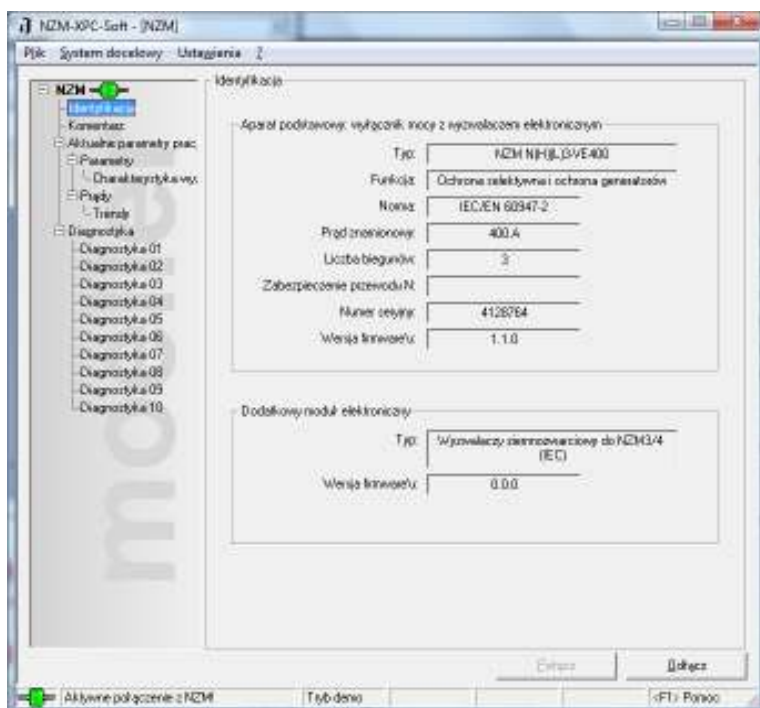 NZM-XPC-Soft - [NZM]
Plik System docelowy Ustawienia ?
NZM
Identyfikacja
Komentarz
Aktualne parametry prac
Parametry
Charakterystyka wy
Prądy
Trendy
Diagnostyka
Diagnostyka 01
Diagnostyka 02
Diagnostyka 03
Diagnostyka 04
Diagnostyka 05
Diagnostyka 06
Diagnostyka 07
Diagnostyka 08
Diagnostyka 09
Diagnostyka 10
moeller
Identyfikacja
Aparat podstawowy: wyłącznik mocy z wyzwalaczem elektronicznym
Typ: NZM N(H)(L)3-VE400
Funkcja: Ochrona selektywna i ochrona generatorów
Norma: IEC/EN 60947-2
Prąd znamionowy: 400 A
Liczba biegunów: 3
Zabezpieczenie przewodu N:
Numer seryjny: 4128764
Wersja firmware'u: 1.1.0
Dodatkowy moduł elektroniczny
Typ: Wyzwalaczy ziemnozwarciowy do NZM3/4
(IEC)
Wersja firmware'u: 0.0.0
Dołącz
Aktywne połączenie z NZM! Tryb demo <F1> Pomoc